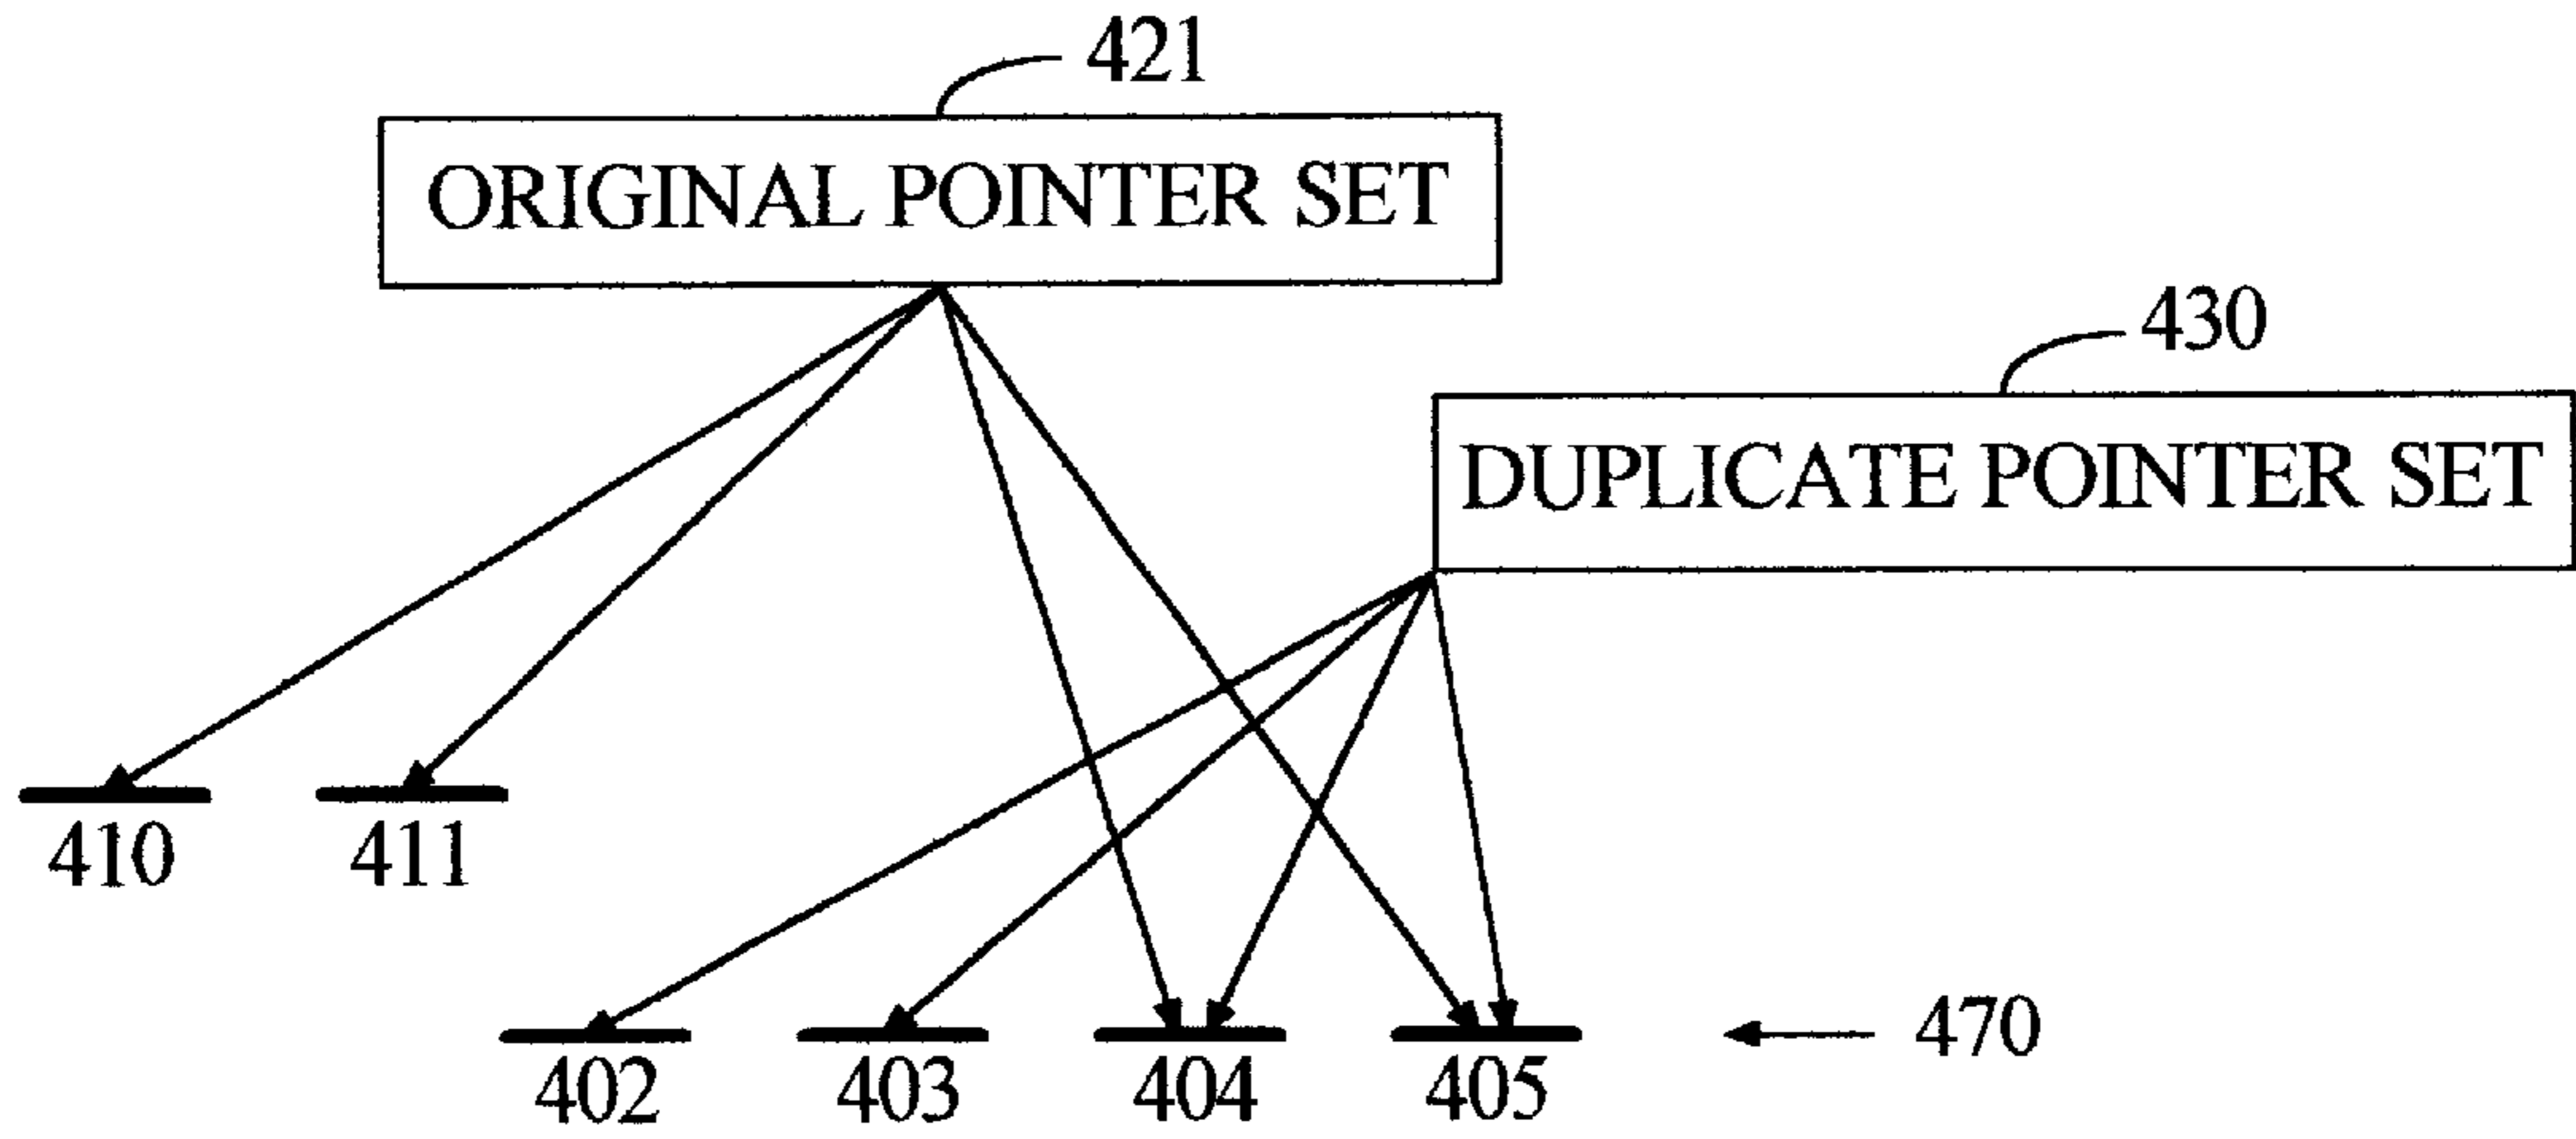 421
ORIGINAL POINTER SET
430
DUPLICATE POINTER SET
410 411
402 403 404 405 470